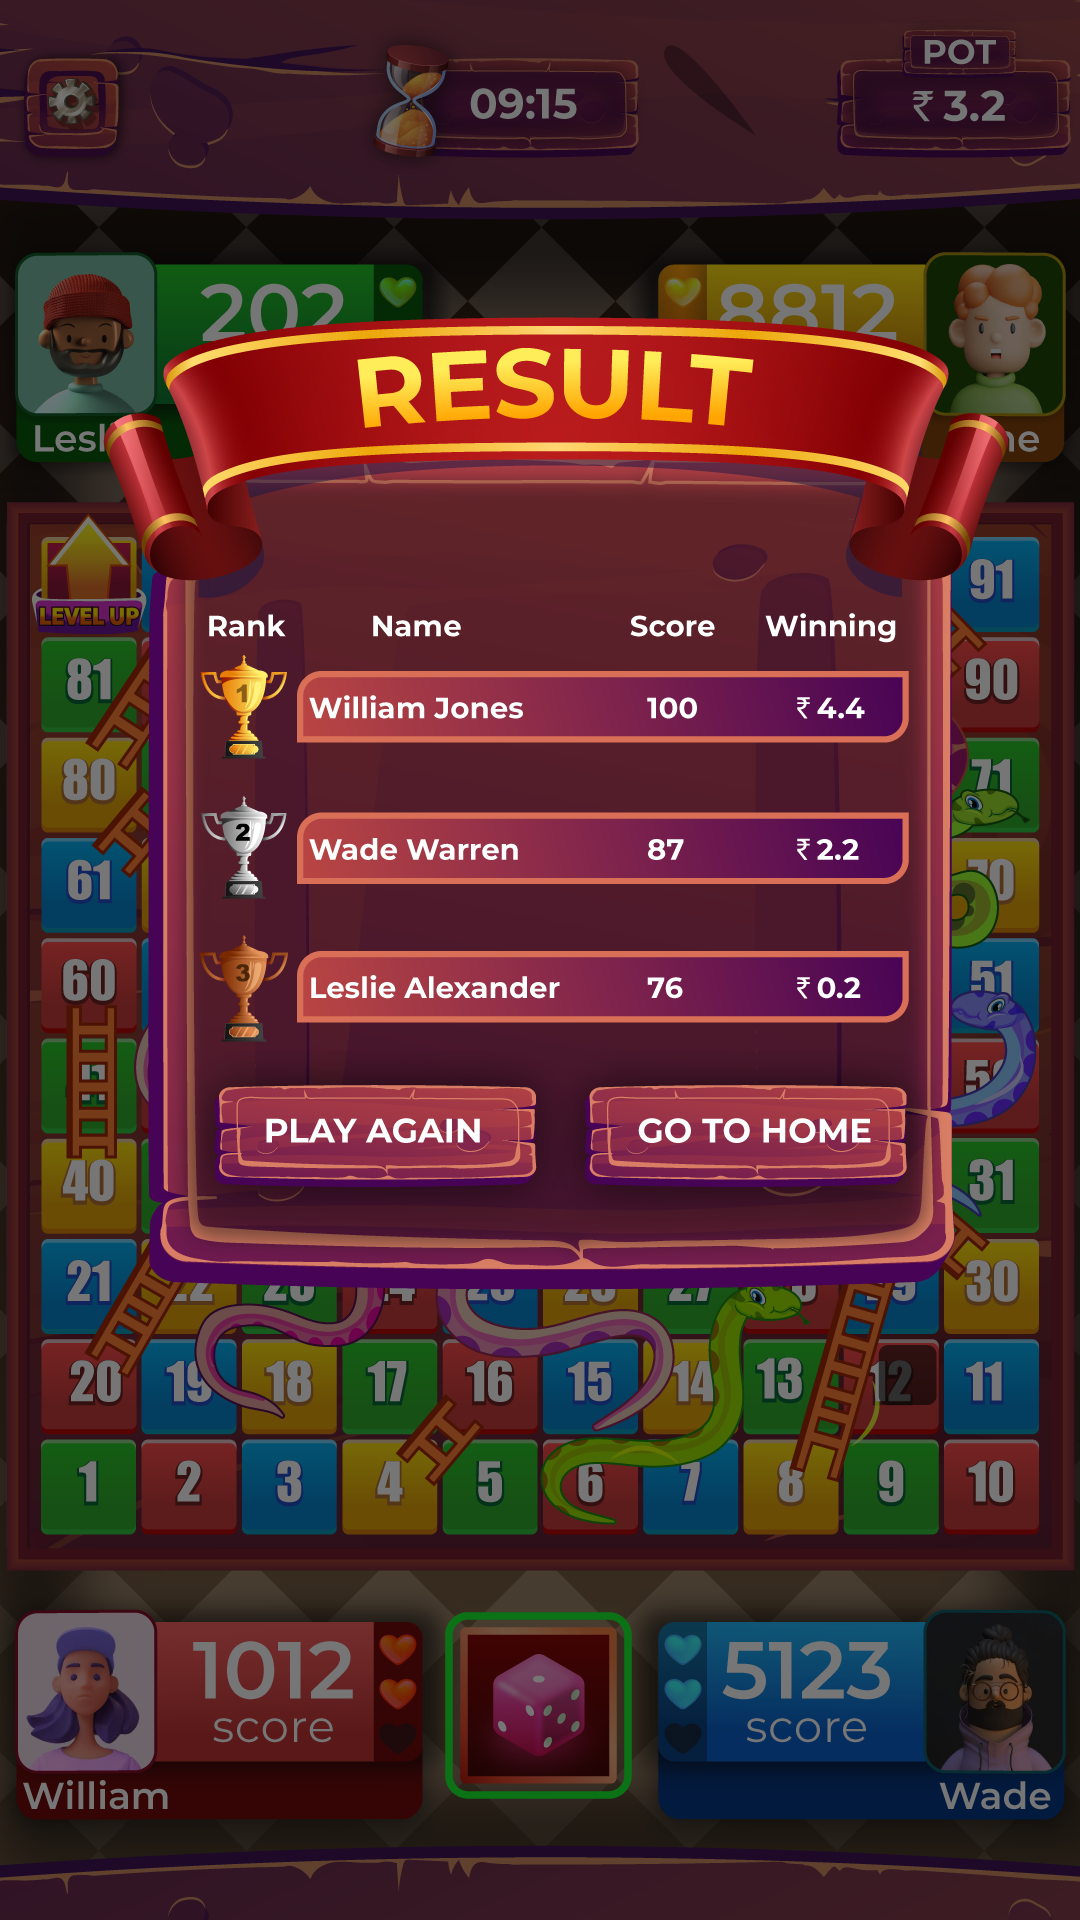 POT
09:15
₹ 3.2
202
8812
RESULT
LEVEL UP
91
Rank Name Score Winning
81
90
1
William Jones 100 ₹ 4.4
80
71
2
Wade Warren 87 ₹ 2.2
61
70
3
Leslie Alexander 76 ₹ 0.2
60
51
PLAY AGAIN GO TO HOME
40
31
21
30
20 19 18 17 16 15 14 13 12 11
1 2 3 4 5 6 7 8 9 10
1012
score
5123
score
William
Wade